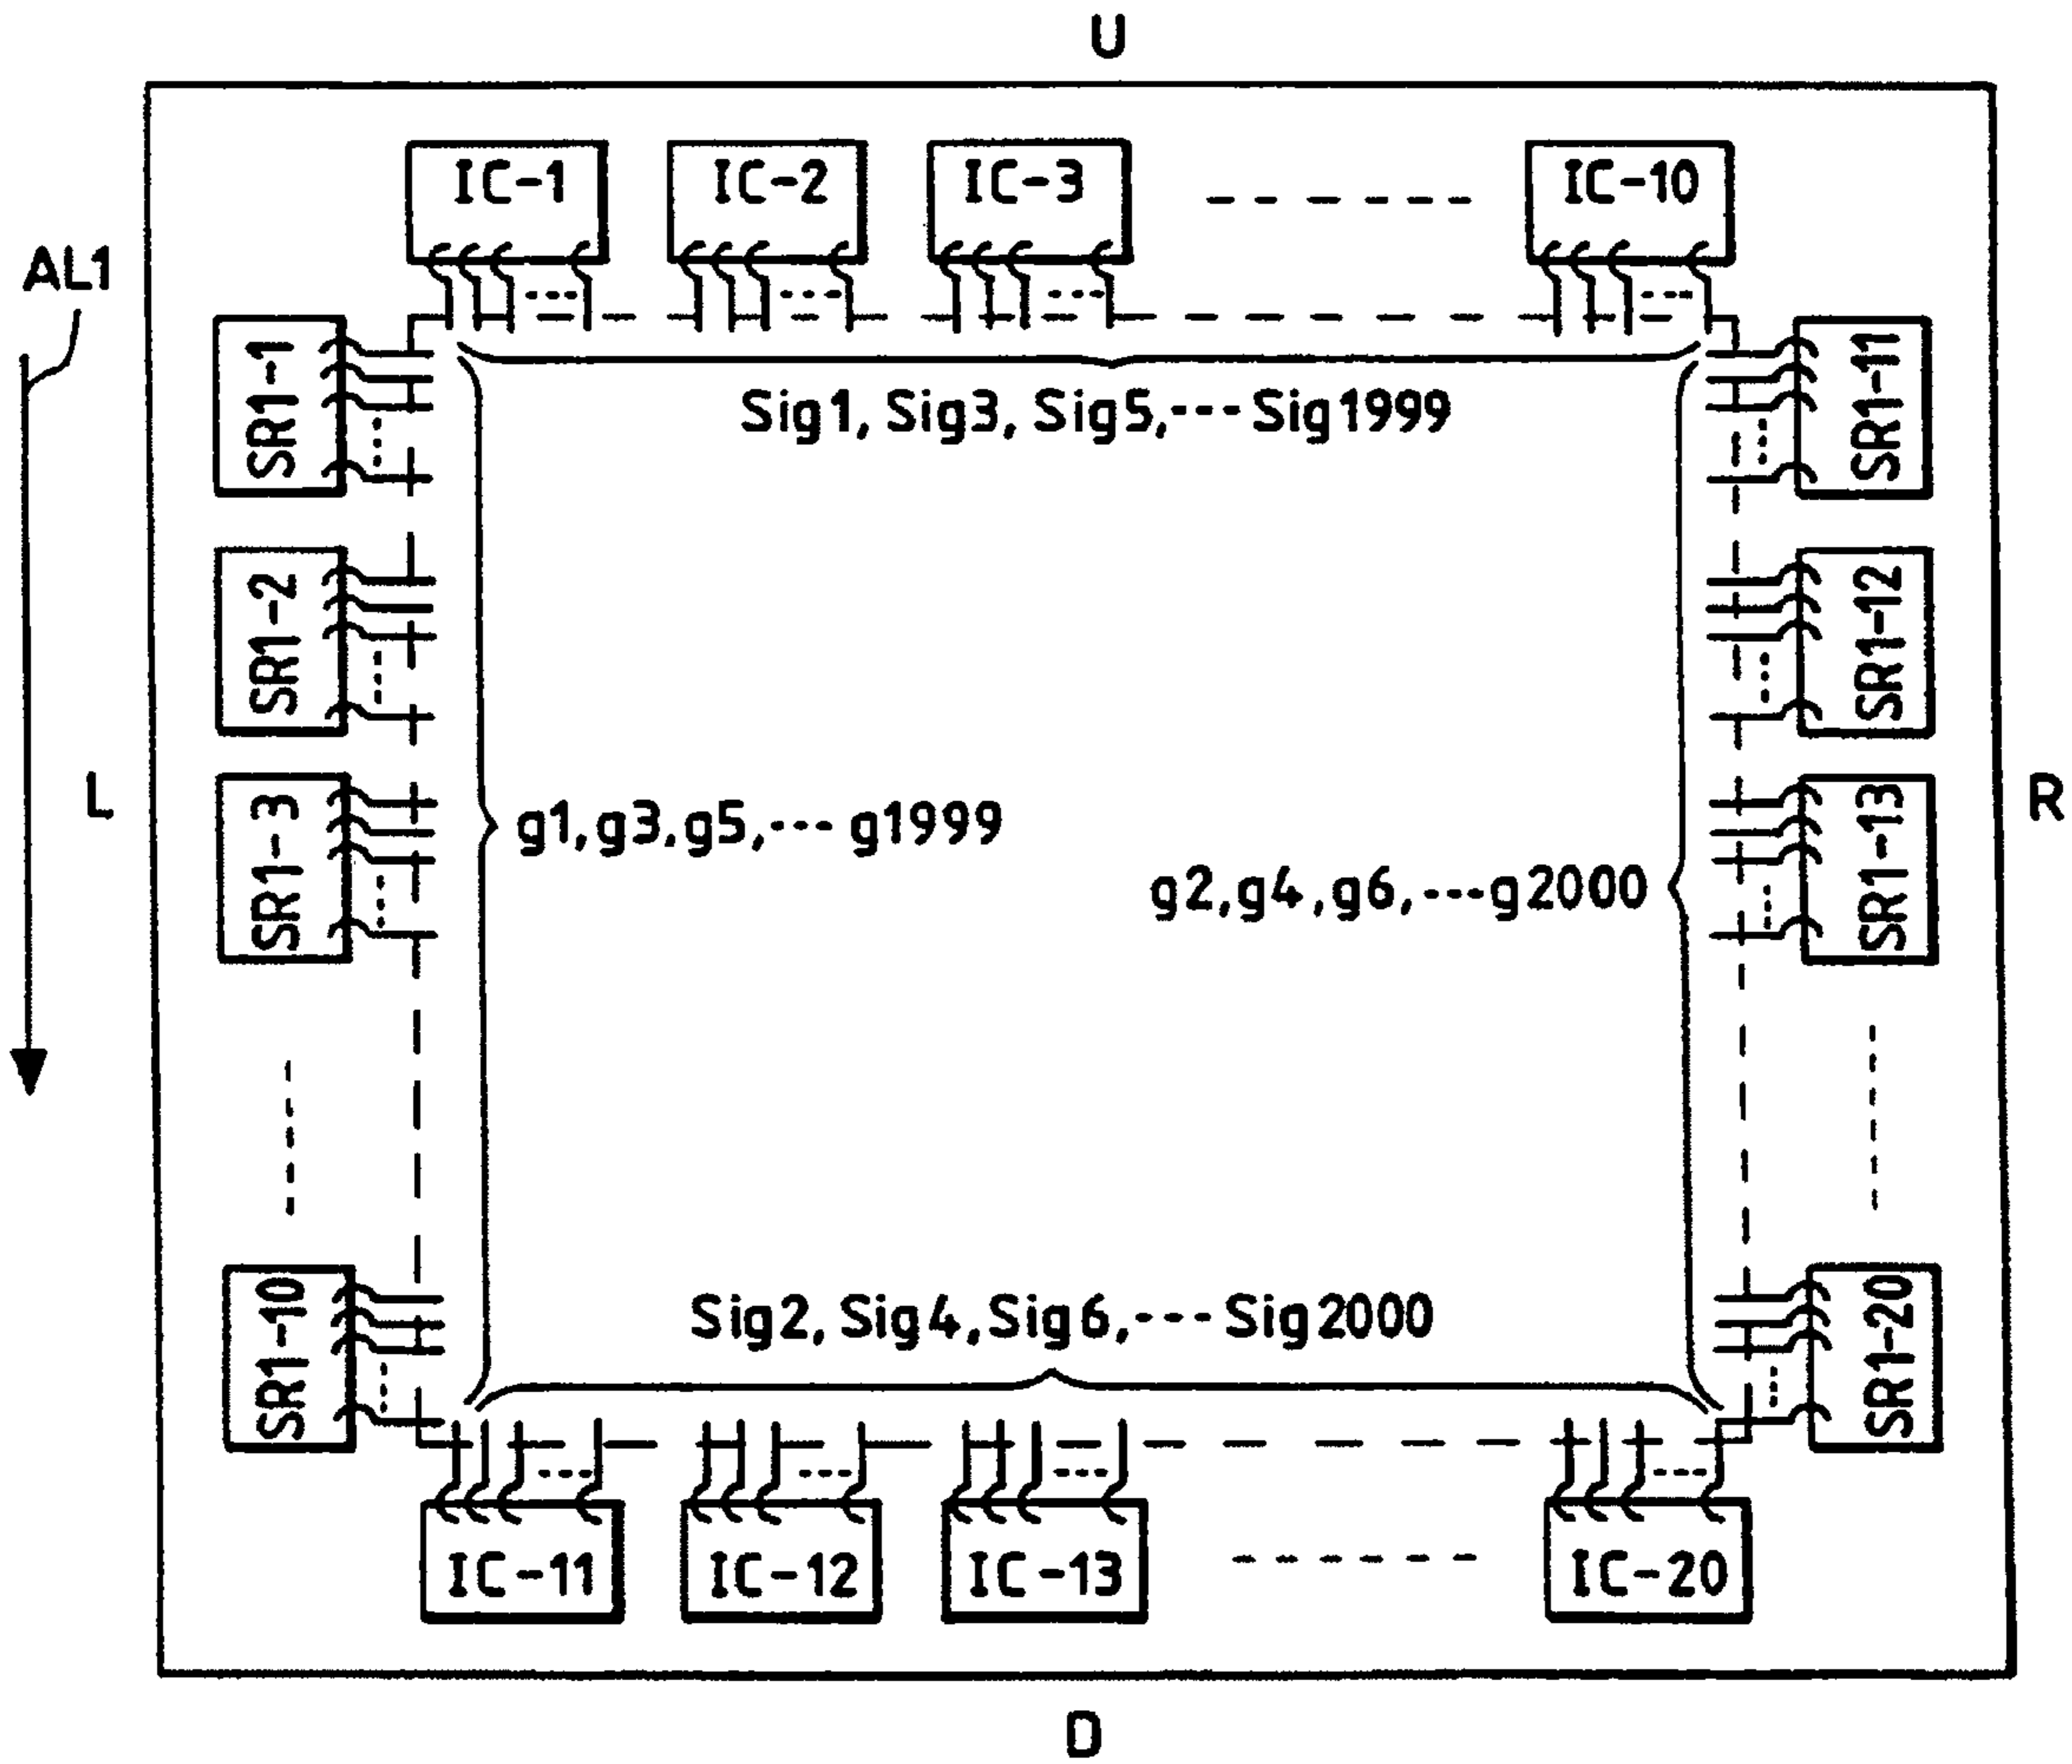 U
IC-1
IC-2
IC-3
IC-10
AL1
SR1-1
SR1-11
Sig1, Sig3, Sig5,--- Sig1999
SR1-2
SR1-12
L
R
SR1-3
SR1-13
g1,g3,g5,--- g1999
g2,g4,g6,---g2000
SR1-10
SR1-20
Sig2, Sig4,Sig6,--- Sig2000
IC-11
IC-12
IC-13
IC-20
D